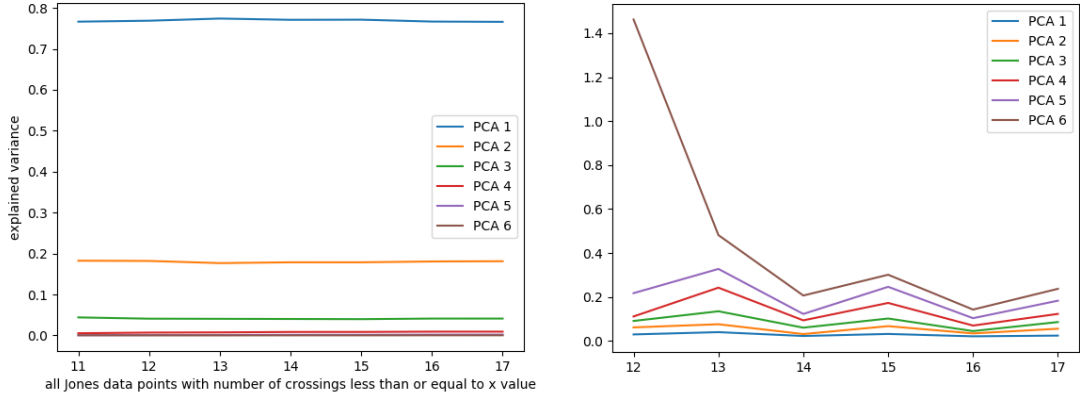 0.8
0.7
0.6
0.5
0.4
0.3
0.2
0.1
0.0
explained variance
PCA 1
PCA 2
PCA 3
PCA 4
PCA 5
PCA 6
11 12 13 14 15 16 17
all Jones data points with number of crossings less than or equal to x value
1.4
1.2
1.0
0.8
0.6
0.4
0.2
0.0
PCA 1
PCA 2
PCA 3
PCA 4
PCA 5
PCA 6
12 13 14 15 16 17